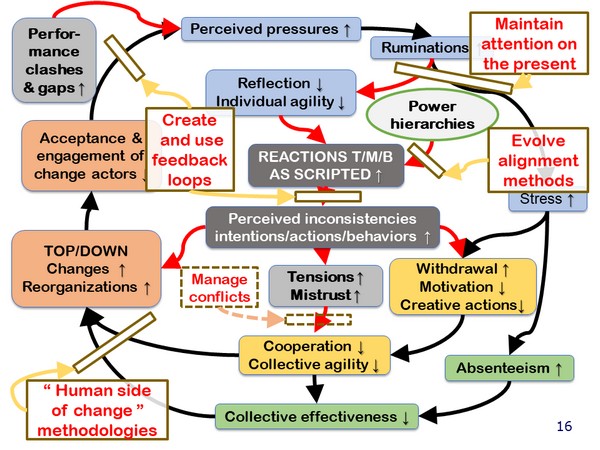 Perfor-
mance
clashes
& gaps ↑
Perceived pressures ↑
Ruminations ↑
Maintain
attention on
the present
Reflection ↓
Individual agility ↓
Power
hierarchies
Create
and use
feedback
loops
Acceptance &
engagement of
change actors ↓
REACTIONS T/M/B
AS SCRIPTED ↑
Evolve
alignment
methods
Stress ↑
Perceived inconsistencies
intentions/actions/behaviors ↑
TOP/DOWN
Changes ↑
Reorganizations ↑
Manage
conflicts
Tensions ↑
Mistrust ↑
Withdrawal ↑
Motivation ↓
Creative actions↓
Cooperation ↓
Collective agility ↓
Absenteeism ↑
“ Human side
of change ”
methodologies
Collective effectiveness ↓
16